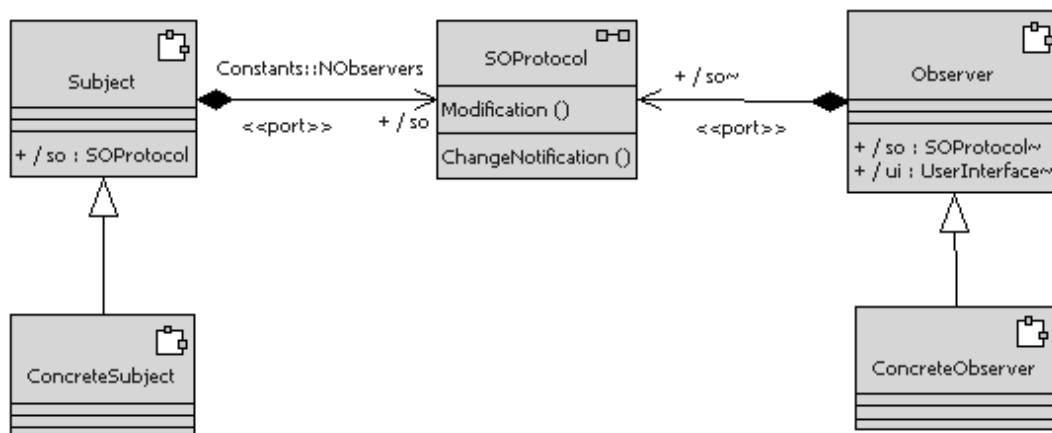 Subject
+ / so : SOProtocol
Constants::NObservers
<<port>>
+ / so
SOProtocol
Modification ()
ChangeNotification ()
+ / so~
<<port>>
Observer
+ / so : SOProtocol~
+ / ui : UserInterface~
ConcreteSubject
ConcreteObserver